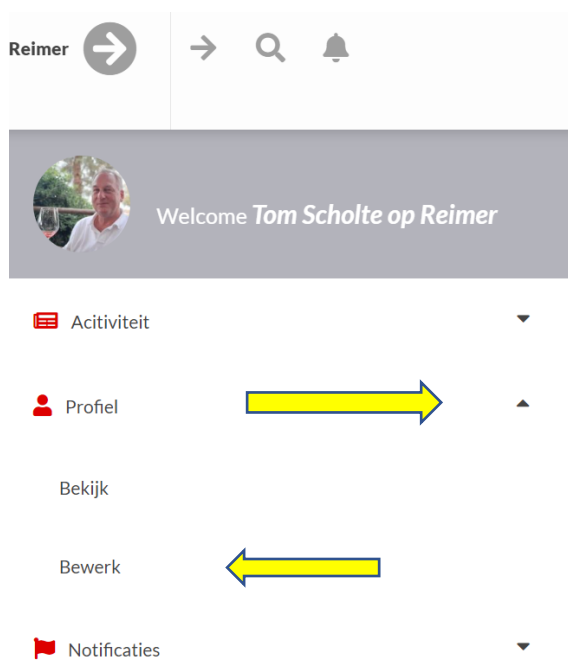 Reimer
Welcome Tom Scholte op Reimer
Acitiviteit
Profiel
Bekijk
Bewerk
Notificaties